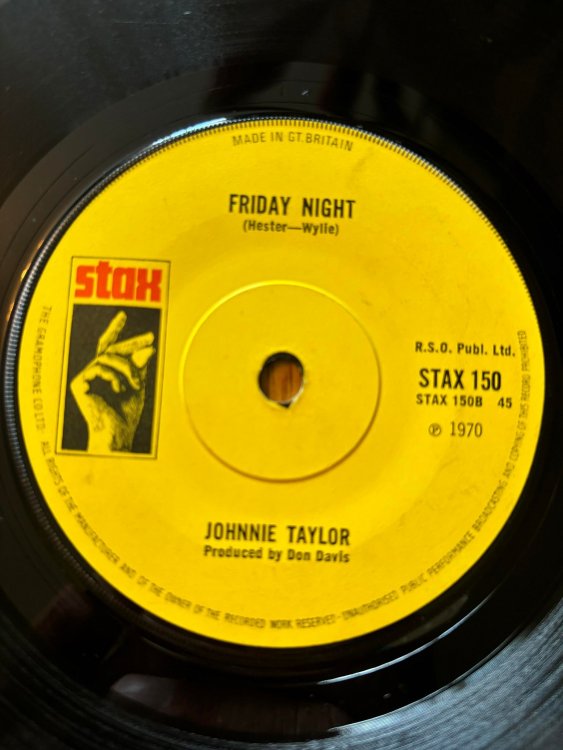 MADE IN GT. BRITAIN
FRIDAY NIGHT
(Hester—Wylie)
stax
R.S.O. Publ. Ltd.
STAX 150
STAX 150B 45
℗ 1970
JOHNNIE TAYLOR
Produced by Don Davis
THE GRAMOPHONE CO. LTD. · ALL RIGHTS OF THE MANUFACTURER AND OF THE OWNER OF THE RECORDED WORK RESERVED · UNAUTHORISED PUBLIC PERFORMANCE BROADCASTING AND COPYING OF THIS RECORD PROHIBITED